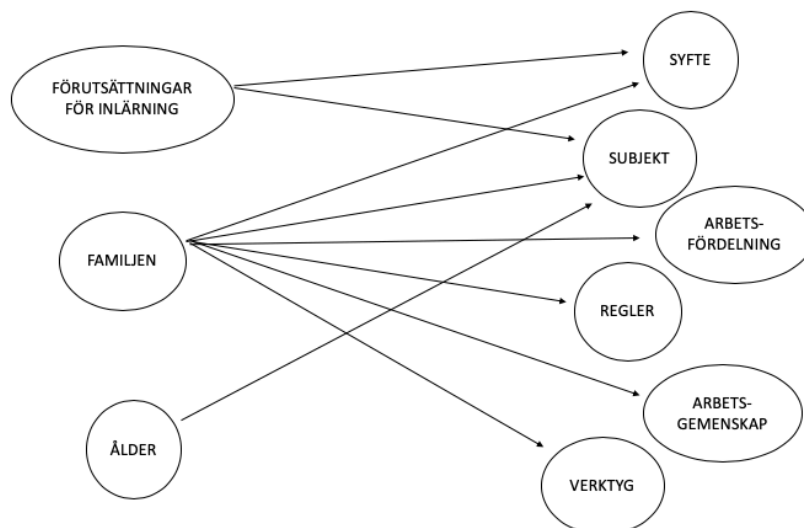 FÖRUTSÄTTNINGAR
FÖR INLÄRNING
FAMILJEN
ÅLDER
SYFTE
SUBJEKT
ARBETS-
FÖRDELNING
REGLER
ARBETS-
GEMENSKAP
VERKTYG